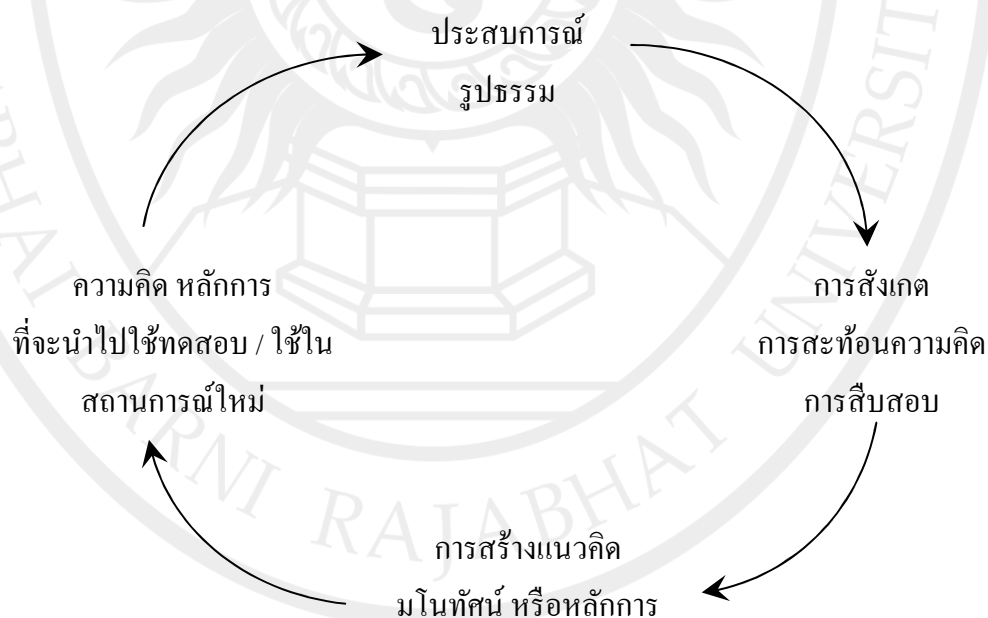 ประสบการณ์
รูปธรรม
การสังเกต
การสะท้อนความคิด
การสืบสอบ
การสร้างแนวคิด
มโนทัศน์ หรือหลักการ
ความคิด หลักการ
ที่จะนำไปใช้ทดสอบ / ใช้ใน
สถานการณ์ใหม่
BARNI RAJABHAT UNIVERSIT